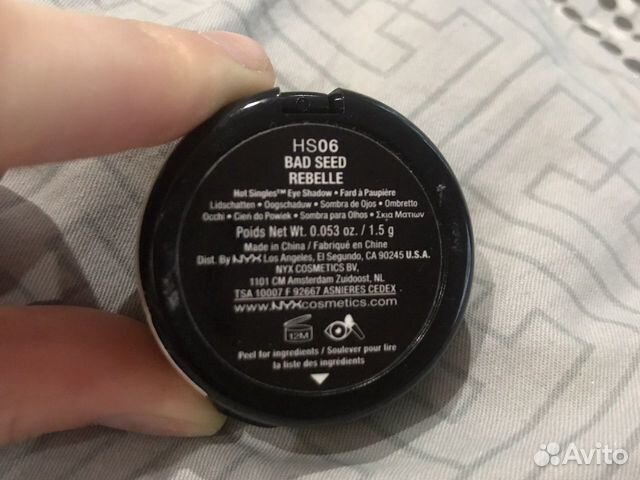 HS06
BAD SEED
REBELLE
Hot Singles™ Eye Shadow • Fard à Paupière
Lidschatten • Oogschaduw • Sombra de Ojos • Ombretto
Occhi • Cień do Powiek • Sombra para Olhos • Σκια Ματιων
Poids Net Wt. 0.053 oz. / 1.5 g
Made in China / Fabriqué en Chine
Dist. By NYX Los Angeles, El Segundo, CA 90245 U.S.A.
NYX COSMETICS BV,
1101 CM Amsterdam Zuidoost, NL
TSA 10007 F 92667 ASNIERES CEDEX
www.NYXcosmetics.com
12M
Peel for ingredients / Soulever pour lire
la liste des ingrédients
Avito